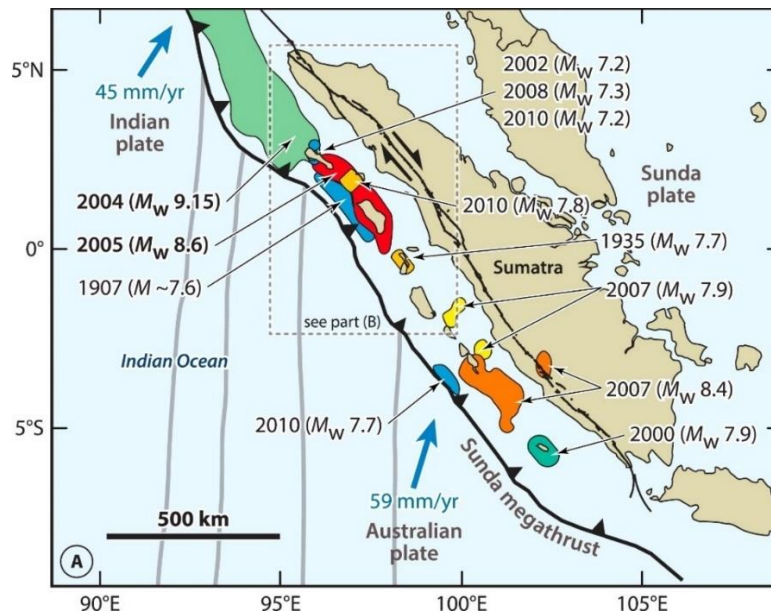 5°N
0°
5°S
90°E
95°E
100°E
105°E
45 mm/yr
Indian
plate
2002 (MW 7.2)
2008 (MW 7.3)
2010 (MW 7.2)
Sunda
plate
2004 (MW 9.15)
2005 (MW 8.6)
1907 (M ~7.6)
2010 (MW 7.8)
1935 (MW 7.7)
Sumatra
2007 (MW 7.9)
see part (B)
Indian Ocean
2010 (MW 7.7)
2007 (MW 8.4)
2000 (MW 7.9)
59 mm/yr
Australian
plate
Sunda megathrust
500 km
A